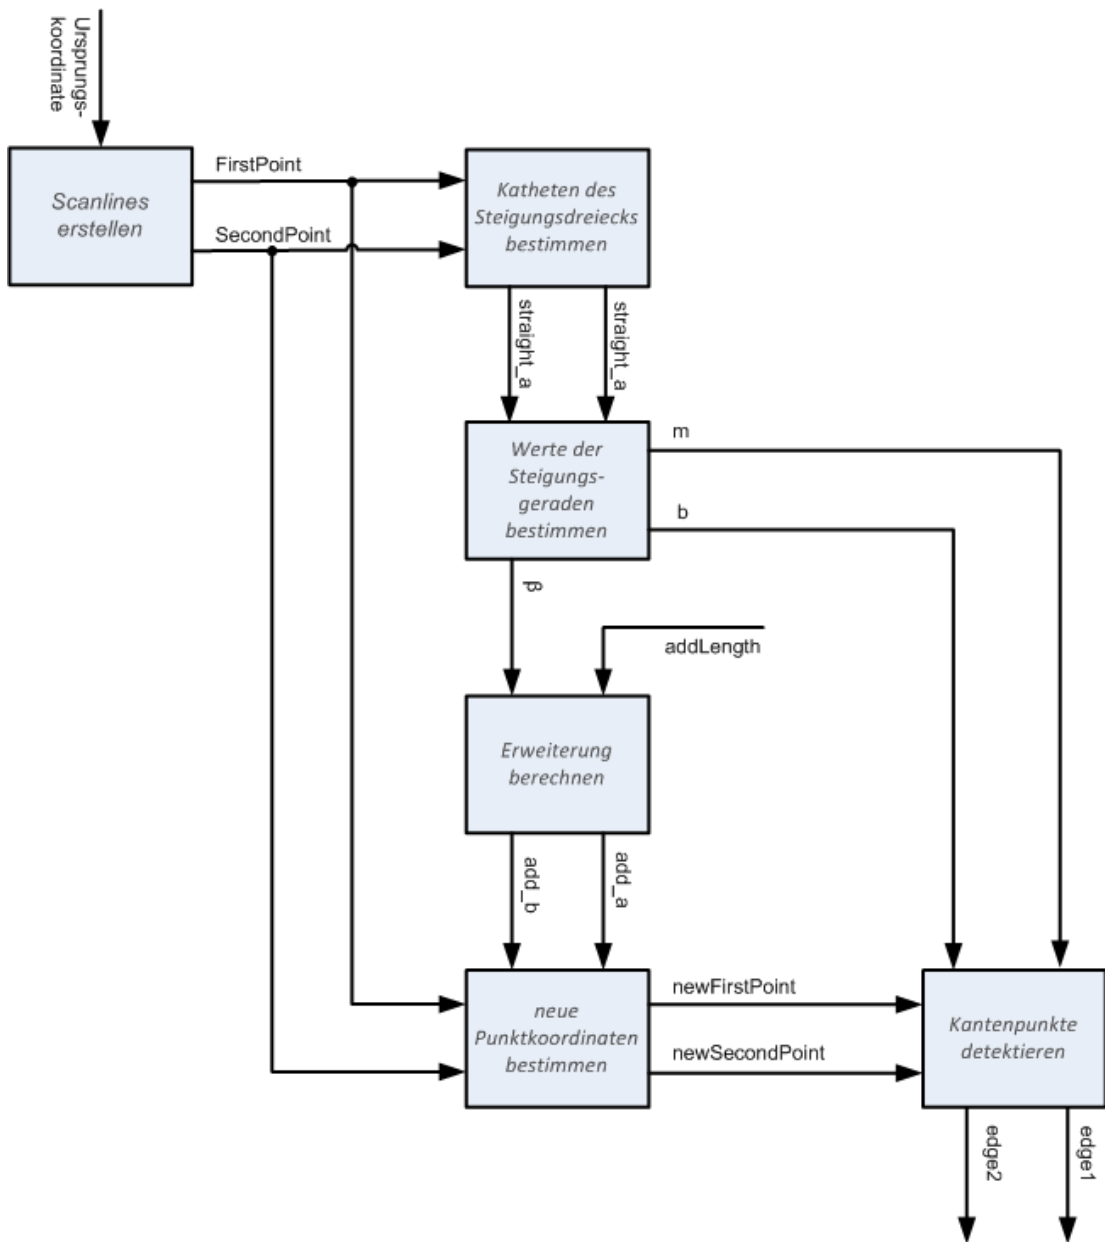 Ursprungs-
koordinate
Scanlines
erstellen
FirstPoint
SecondPoint
Katheten des
Steigungsdreiecks
bestimmen
straight_a
straight_a
Werte der
Steigungs-
geraden
bestimmen
m
b
β
addLength
Erweiterung
berechnen
add_b
add_a
neue
Punktkoordinaten
bestimmen
newFirstPoint
newSecondPoint
Kantenpunkte
detektieren
edge2
edge1